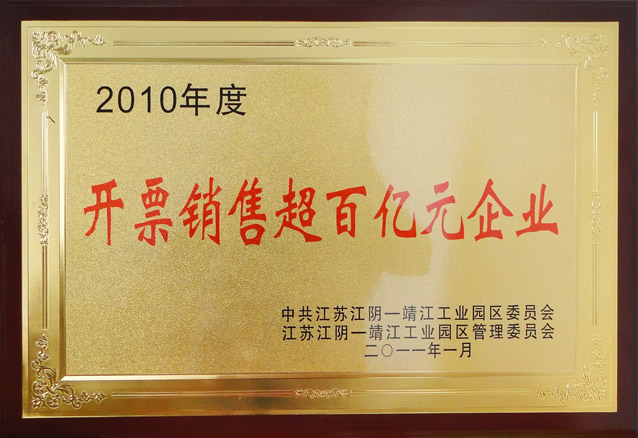 2010年度
开票销售超百亿元企业
中共江苏江阴一靖江工业园区委员会
江苏江阴一靖江工业园区管理委员会
二〇一一年一月